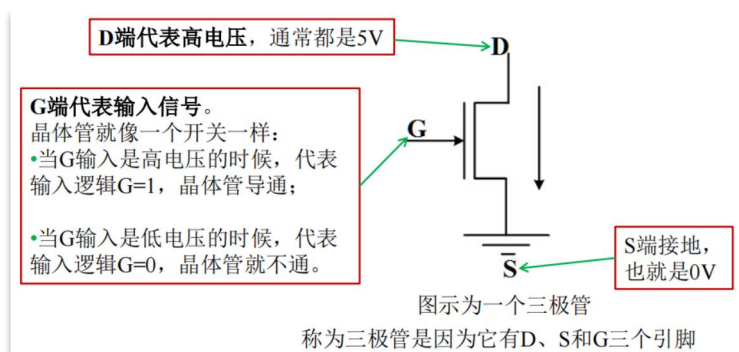 D端代表高电压，通常都是5V
D
G端代表输入信号。
晶体管就像一个开关一样：
•当G输入是高电压的时候，代表
输入逻辑G=1，晶体管导通；
•当G输入是低电压的时候，代表
输入逻辑G=0，晶体管就不通。
G
S端接地，
也就是0V
S
图示为一个三极管
称为三极管是因为它有D、S和G三个引脚